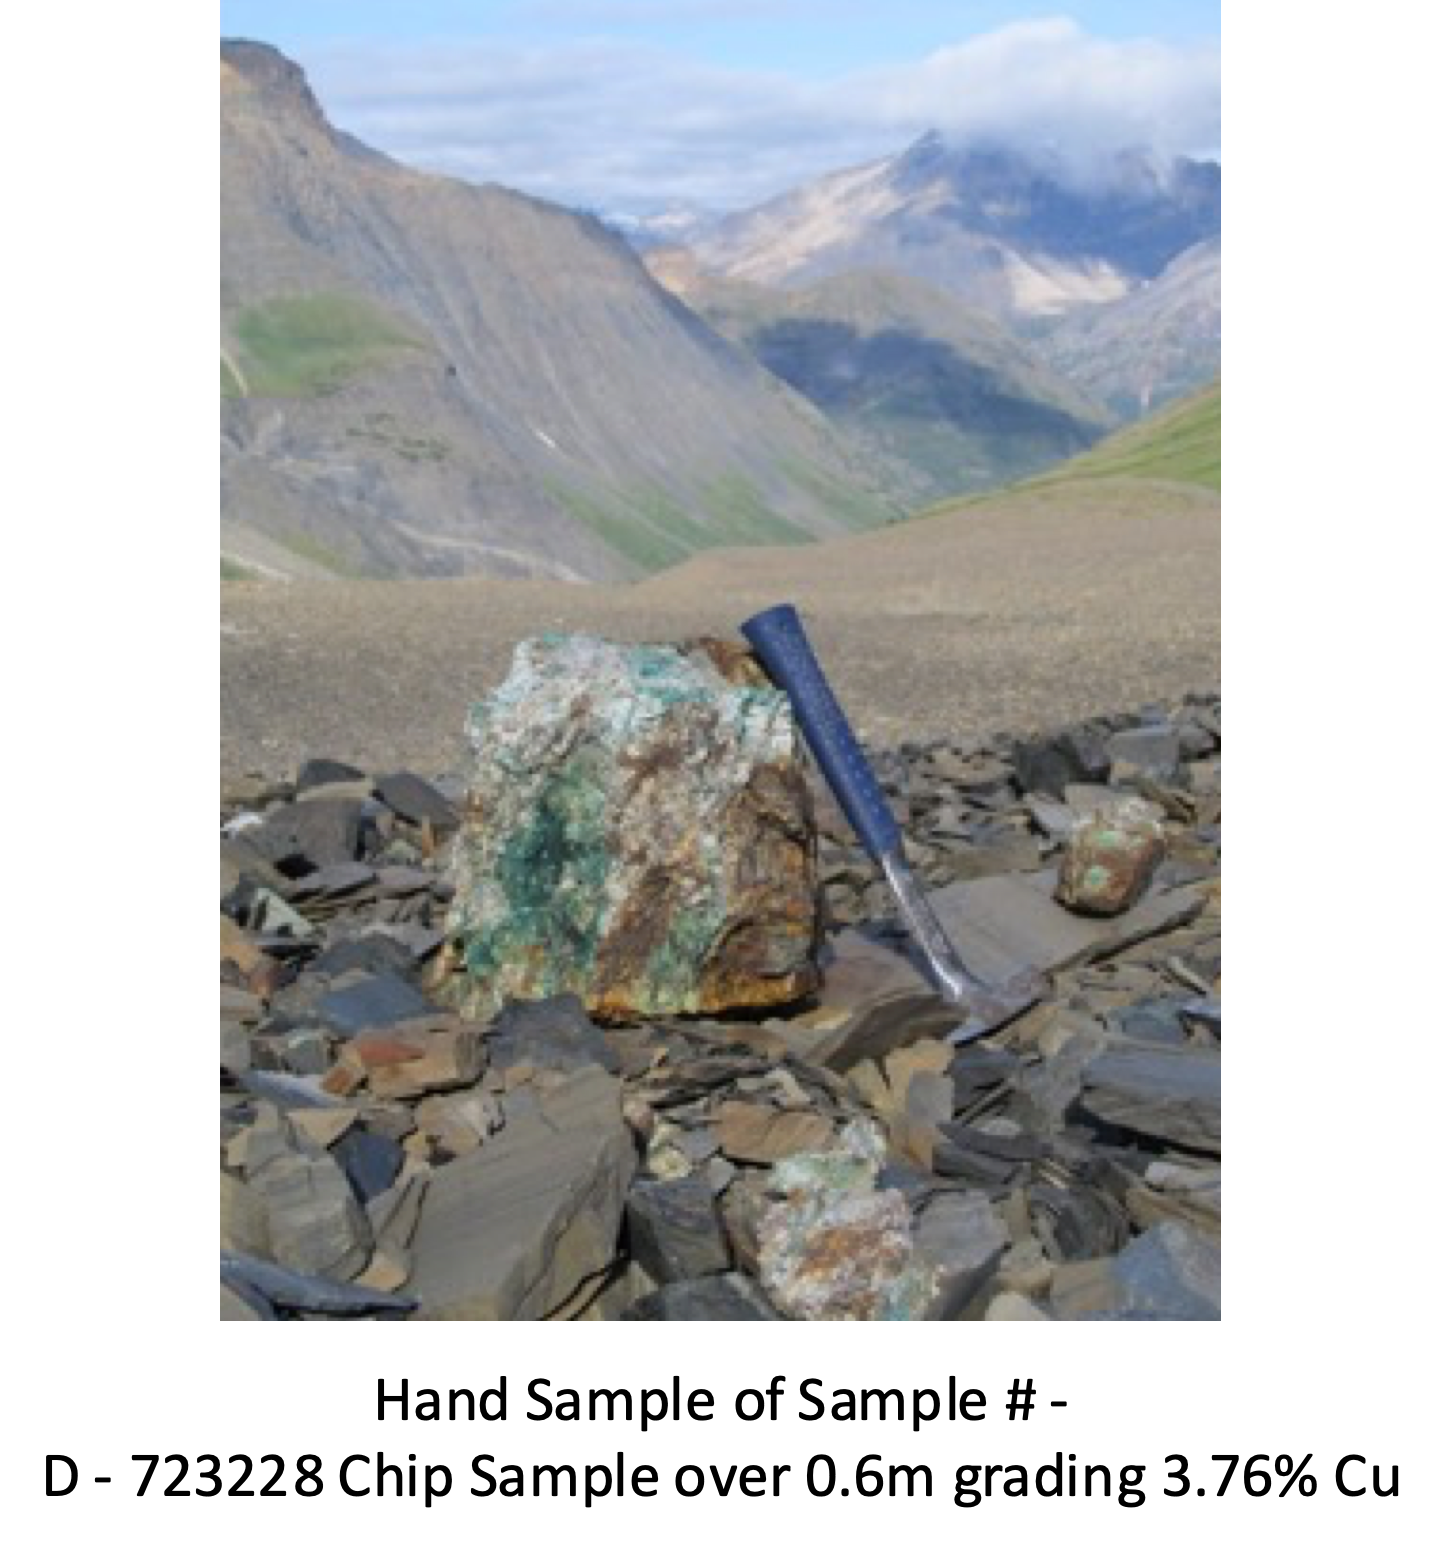 Hand Sample of Sample # -
D - 723228 Chip Sample over 0.6m grading 3.76% Cu